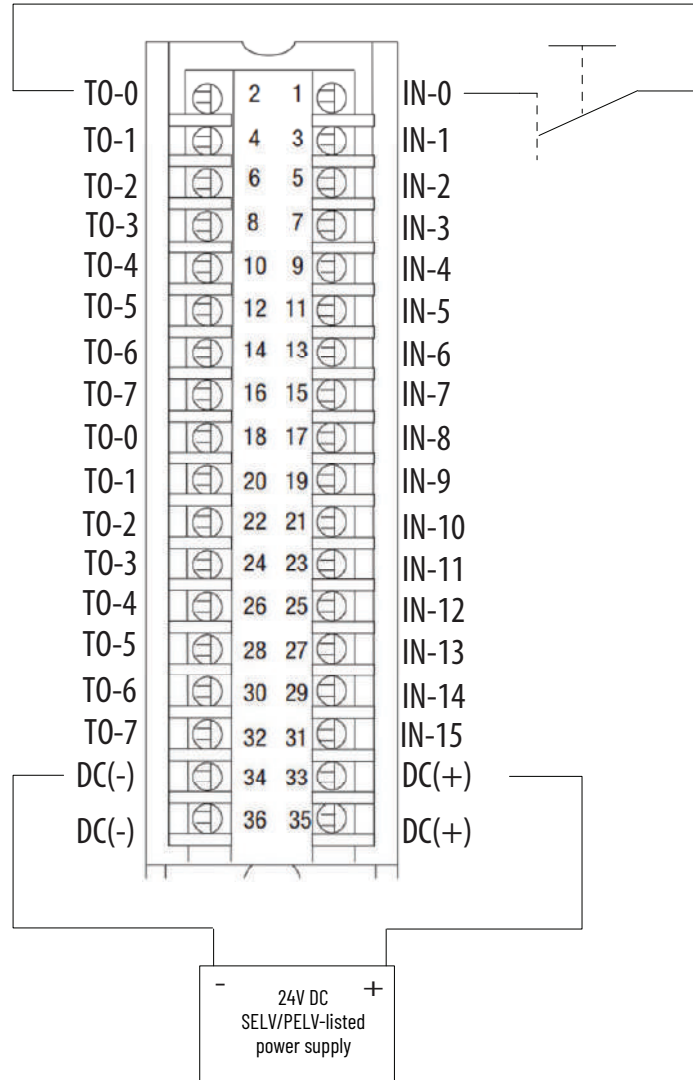 TO-0 2 1 IN-0
TO-1 4 3 IN-1
TO-2 6 5 IN-2
TO-3 8 7 IN-3
TO-4 10 9 IN-4
TO-5 12 11 IN-5
TO-6 14 13 IN-6
TO-7 16 15 IN-7
TO-0 18 17 IN-8
TO-1 20 19 IN-9
TO-2 22 21 IN-10
TO-3 24 23 IN-11
TO-4 26 25 IN-12
TO-5 28 27 IN-13
TO-6 30 29 IN-14
TO-7 32 31 IN-15
DC(-) 34 33 DC(+)
DC(-) 36 35 DC(+)
- 24V DC +
SELV/PELV-listed
power supply